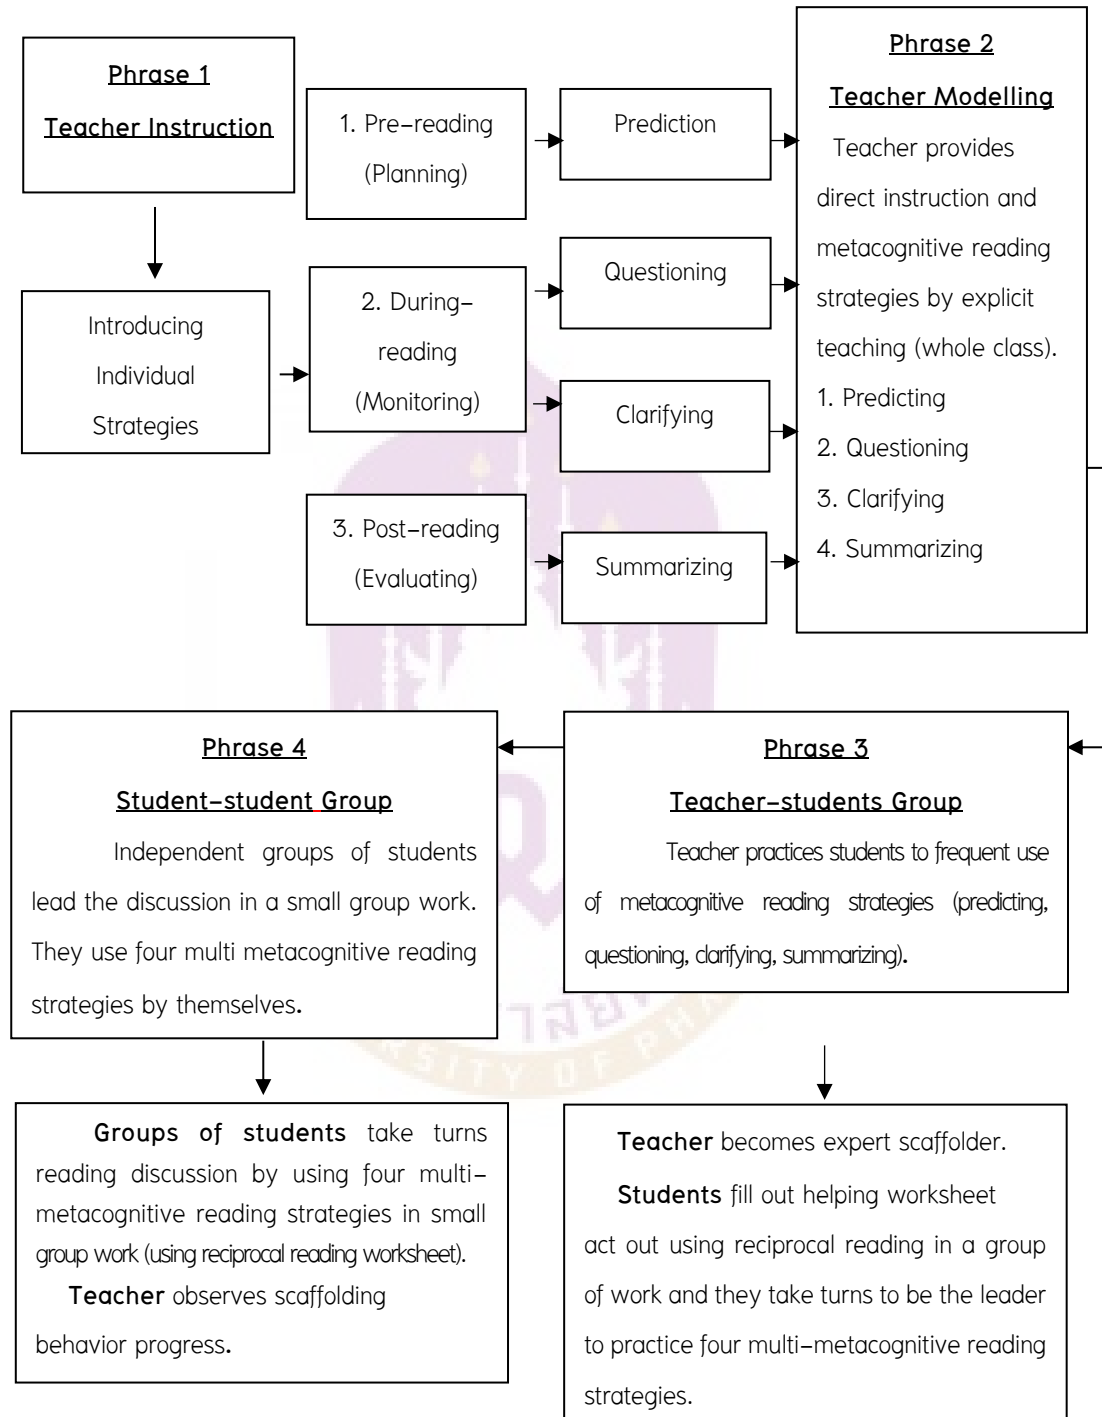 Phrase 1
Teacher Instruction
Introducing
Individual
Strategies
1. Pre-reading
(Planning)
2. During-
reading
(Monitoring)
3. Post-reading
(Evaluating)
Prediction
Questioning
Clarifying
Summarizing
Phrase 2
Teacher Modelling
Teacher provides
direct instruction and
metacognitive reading
strategies by explicit
teaching (whole class).
1. Predicting
2. Questioning
3. Clarifying
4. Summarizing
Phrase 3
Teacher-students Group
Teacher practices students to frequent use
of metacognitive reading strategies (predicting,
questioning, clarifying, summarizing).
Teacher becomes expert scaffolder.
Students fill out helping worksheet
act out using reciprocal reading in a group
of work and they take turns to be the leader
to practice four multi-metacognitive reading
strategies.
Phrase 4
Student-student Group
Independent groups of students
lead the discussion in a small group work.
They use four multi metacognitive reading
strategies by themselves.
Groups of students take turns
reading discussion by using four multi-
metacognitive reading strategies in small
group work (using reciprocal reading worksheet).
Teacher observes scaffolding
behavior progress.